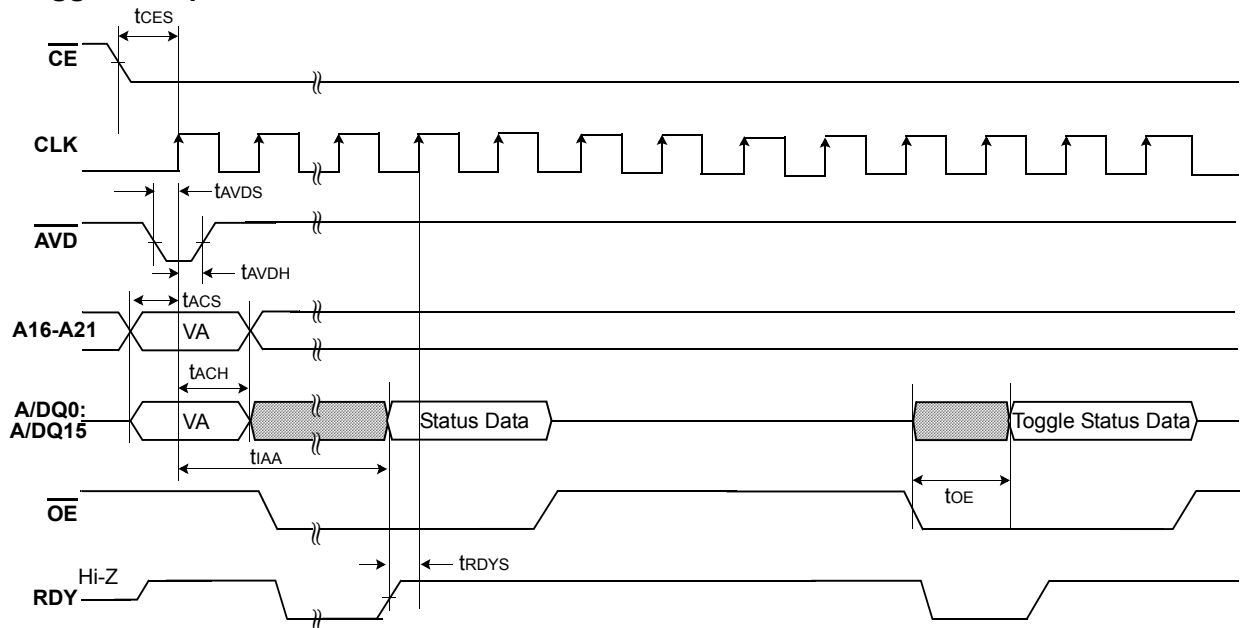 tCES
CE
CLK
tAVDS
AVD
tAVDH
tACS
A16-A21
VA
tACH
A/DQ0:
A/DQ15
VA
Status Data
Toggle Status Data
tIAA
tOE
OE
tRDYS
Hi-Z
RDY